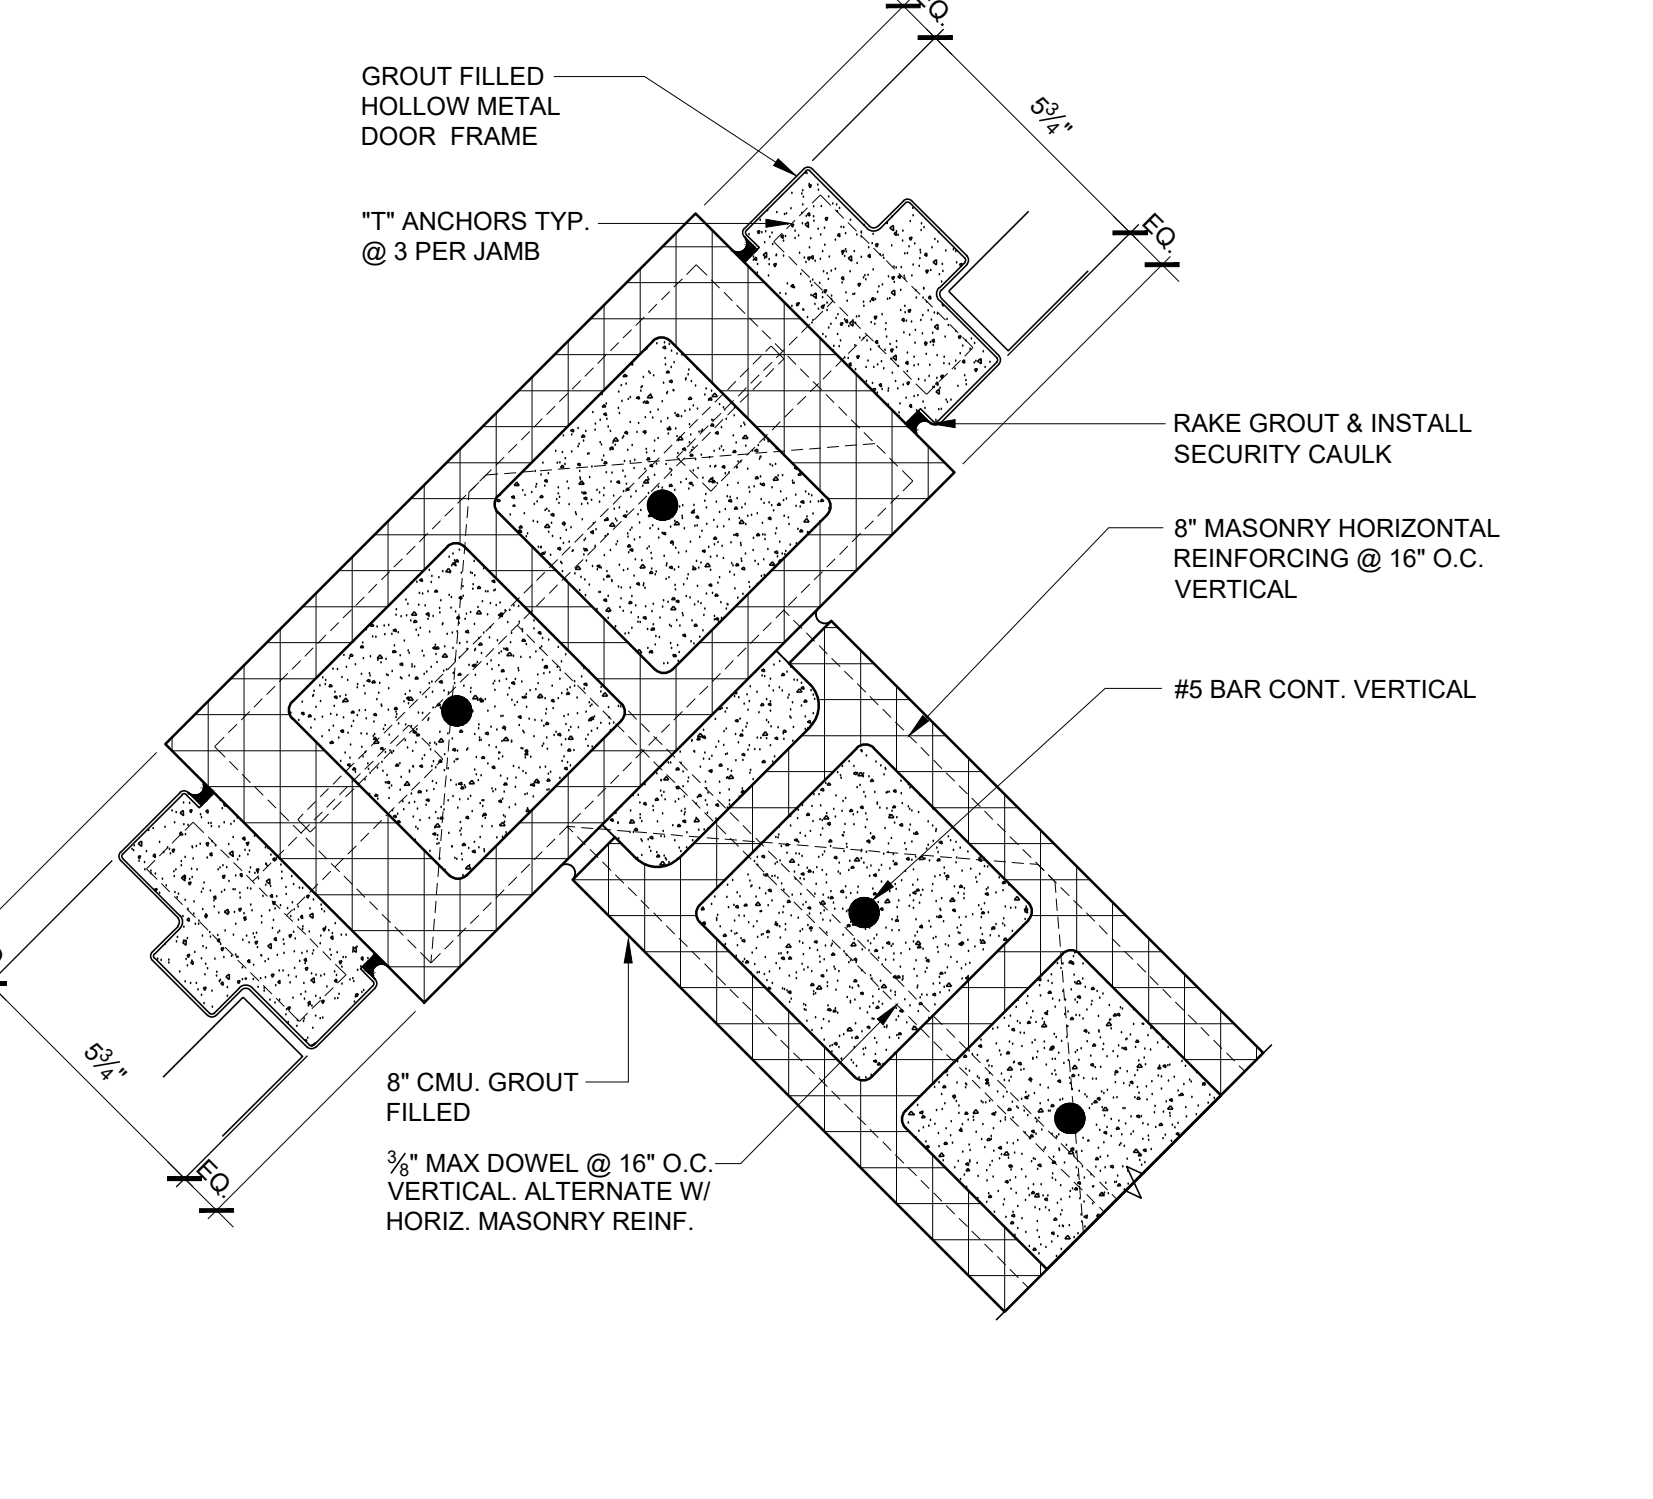 EQ.
5¾"
EQ.
GROUT FILLED
HOLLOW METAL
DOOR FRAME
"T" ANCHORS TYP.
@ 3 PER JAMB
RAKE GROUT & INSTALL
SECURITY CAULK
8" MASONRY HORIZONTAL
REINFORCING @ 16" O.C.
VERTICAL
#5 BAR CONT. VERTICAL
5¾"
EQ.
8" CMU. GROUT
FILLED
⅜" MAX DOWEL @ 16" O.C.
VERTICAL. ALTERNATE W/
HORIZ. MASONRY REINF.